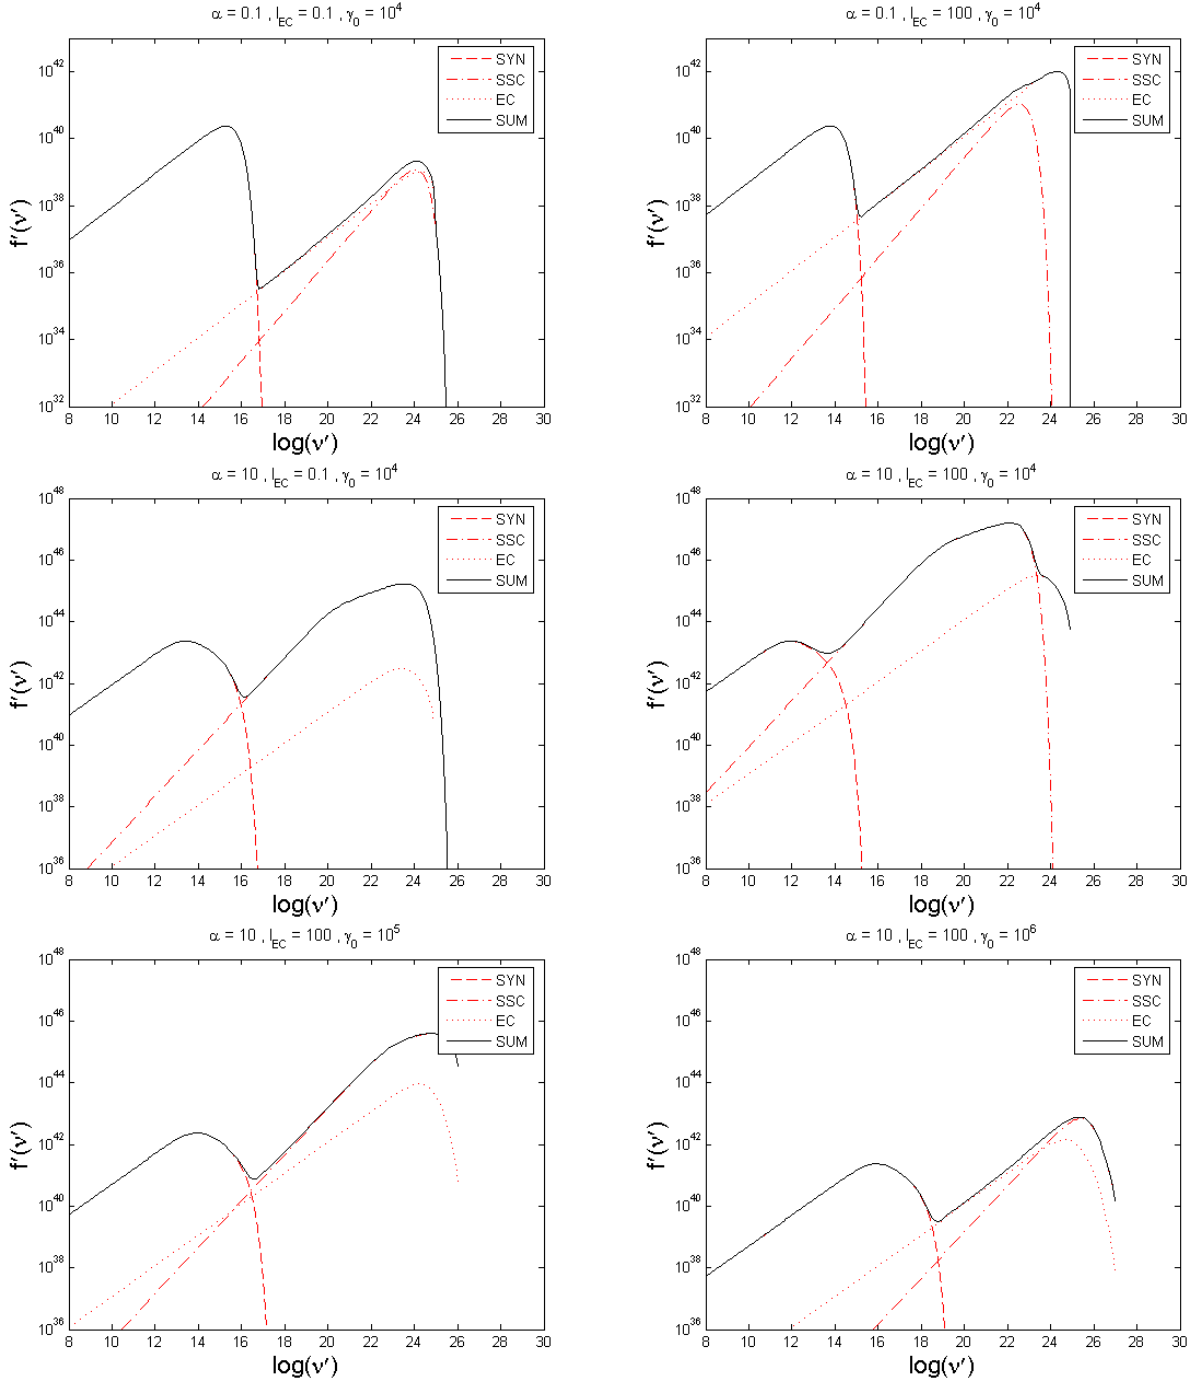 α = 0.1 , l_EC = 0.1 , γ_0 = 10^4
10^42
10^40
10^38
10^36
10^34
10^32
f'(ν')
SYN
SSC
EC
SUM
8 10 12 14 16 18 20 22 24 26 28 30
log(ν')
α = 0.1 , l_EC = 100 , γ_0 = 10^4
10^42
10^40
10^38
10^36
10^34
10^32
f'(ν')
SYN
SSC
EC
SUM
8 10 12 14 16 18 20 22 24 26 28 30
log(ν')
α = 10 , l_EC = 0.1 , γ_0 = 10^4
10^48
10^46
10^44
10^42
10^40
10^38
10^36
f'(ν')
SYN
SSC
EC
SUM
8 10 12 14 16 18 20 22 24 26 28 30
log(ν')
α = 10 , l_EC = 100 , γ_0 = 10^4
10^48
10^46
10^44
10^42
10^40
10^38
10^36
f'(ν')
SYN
SSC
EC
SUM
8 10 12 14 16 18 20 22 24 26 28 30
log(ν')
α = 10 , l_EC = 100 , γ_0 = 10^5
10^48
10^46
10^44
10^42
10^40
10^38
10^36
f'(ν')
SYN
SSC
EC
SUM
8 10 12 14 16 18 20 22 24 26 28 30
log(ν')
α = 10 , l_EC = 100 , γ_0 = 10^6
10^48
10^46
10^44
10^42
10^40
10^38
10^36
f'(ν')
SYN
SSC
EC
SUM
8 10 12 14 16 18 20 22 24 26 28 30
log(ν')